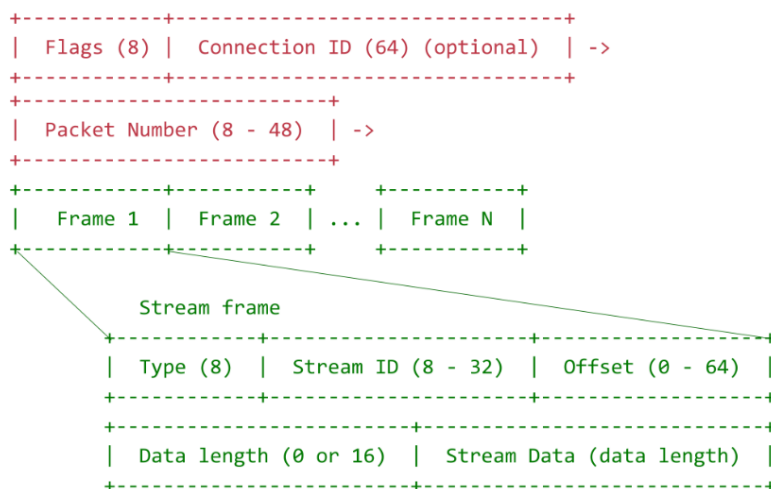 Flags (8) | Connection ID (64) (optional) | ->
Packet Number (8 - 48) | ->
Frame 1 | Frame 2 | ... | Frame N |
Stream frame
Type (8) | Stream ID (8 - 32) | Offset (0 - 64) |
Data length (0 or 16) | Stream Data (data length) |